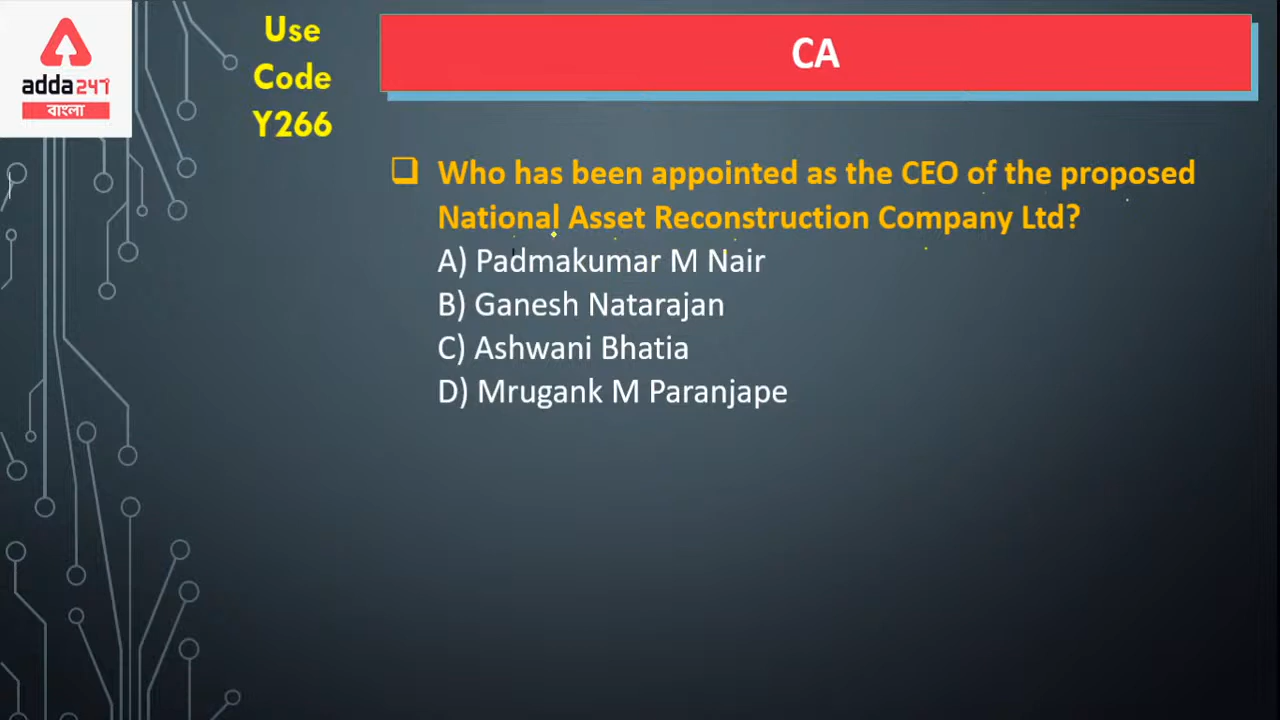 adda247
বাংলা
Use
Code
Y266
CA
Who has been appointed as the CEO of the proposed
National Asset Reconstruction Company Ltd?
A) Padmakumar M Nair
B) Ganesh Natarajan
C) Ashwani Bhatia
D) Mrugank M Paranjape